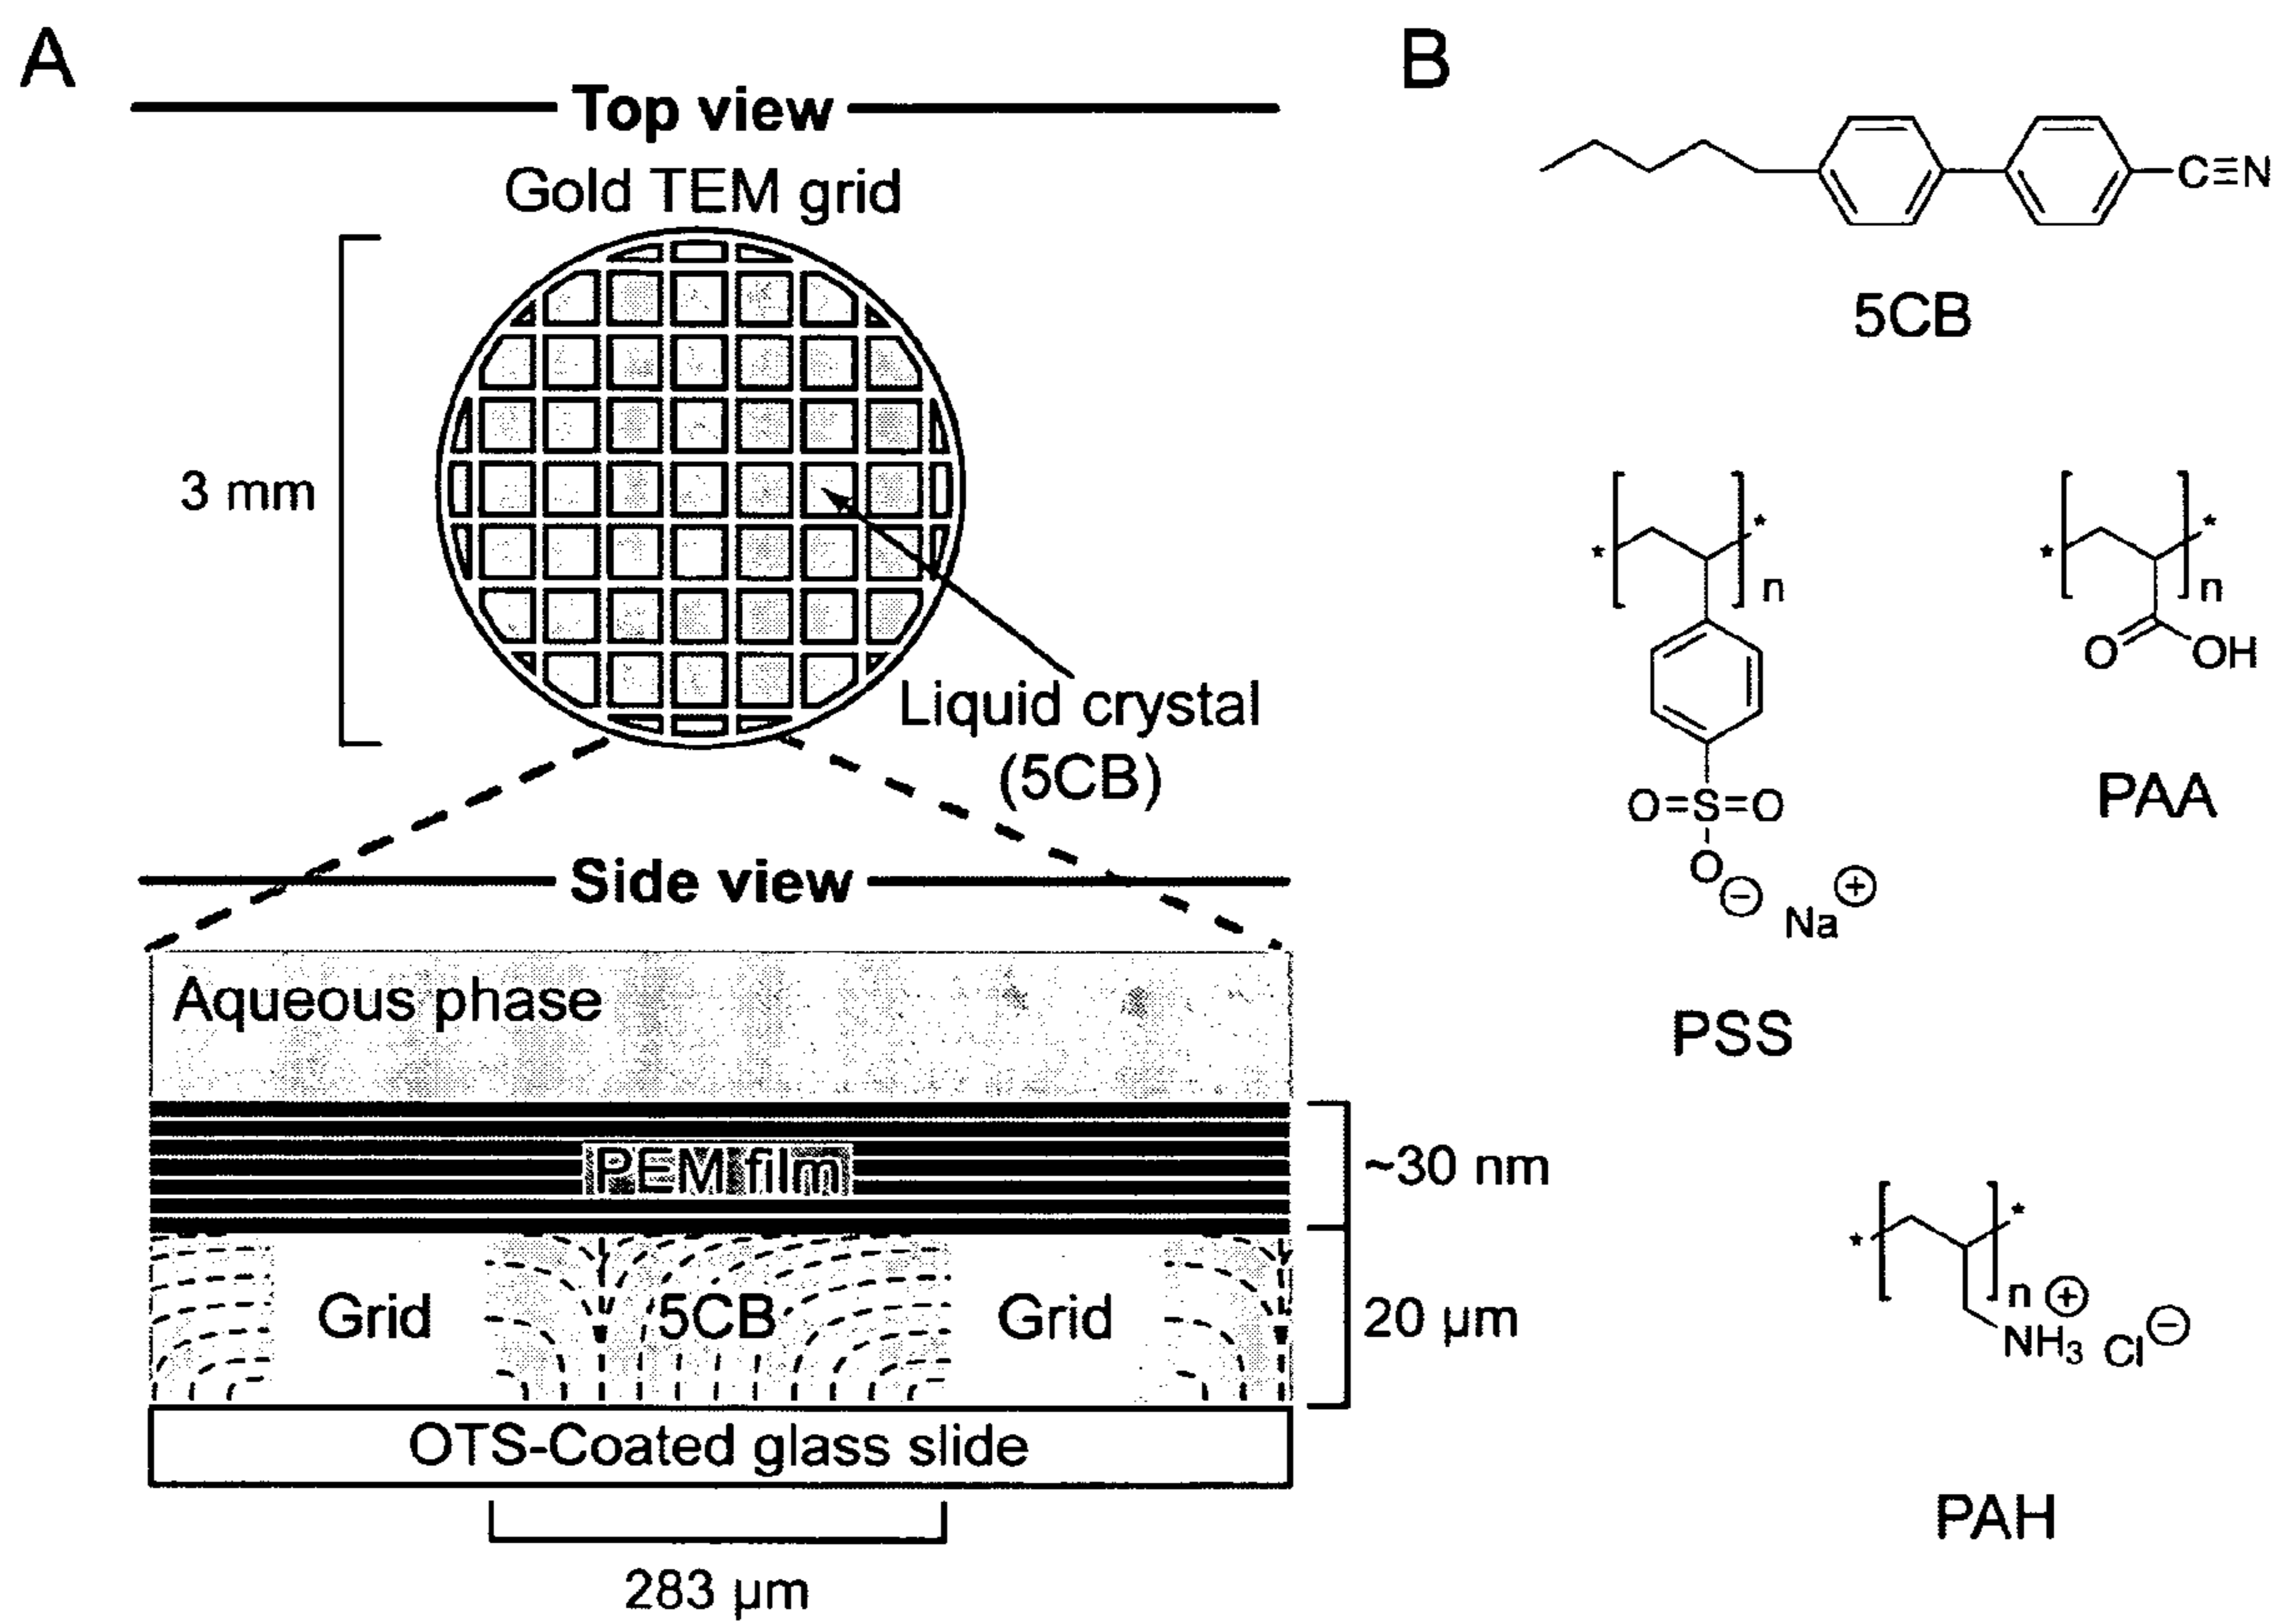 A
Top view
Gold TEM grid
3 mm
Liquid crystal
(5CB)
Side view
Aqueous phase
PEM film
~30 nm
Grid
5CB
Grid
20 µm
OTS-Coated glass slide
283 µm
B
C≡N
5CB
* [ ]n *
O=S=O
O⊖
Na⊕
PSS
* [ ]n *
O OH
PAA
* [ ]n *
⊕
NH3 Cl⊖
PAH